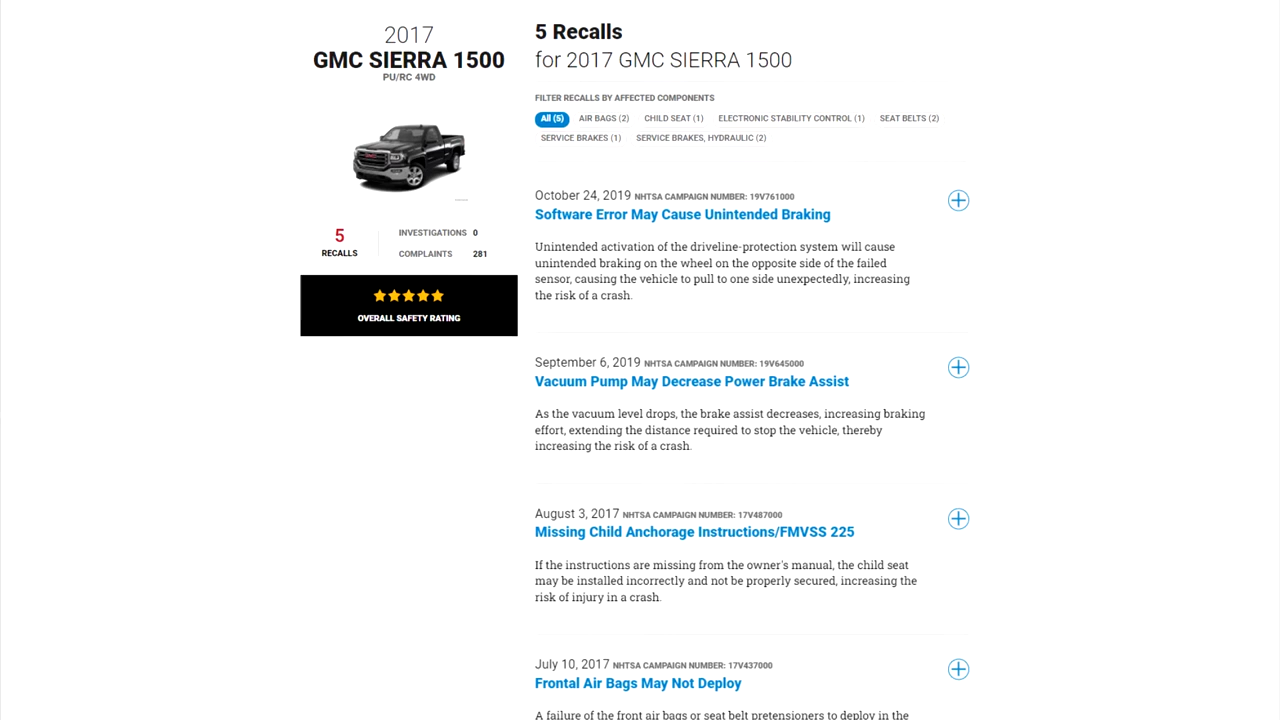 2017
GMC SIERRA 1500
PU/RC 4WD
5
RECALLS
INVESTIGATIONS 0
COMPLAINTS 281
OVERALL SAFETY RATING
5 Recalls
for 2017 GMC SIERRA 1500
FILTER RECALLS BY AFFECTED COMPONENTS
All (5) AIR BAGS (2) CHILD SEAT (1) ELECTRONIC STABILITY CONTROL (1) SEAT BELTS (2)
SERVICE BRAKES (1) SERVICE BRAKES, HYDRAULIC (2)
October 24, 2019 NHTSA CAMPAIGN NUMBER: 19V761000
Software Error May Cause Unintended Braking
Unintended activation of the driveline-protection system will cause
unintended braking on the wheel on the opposite side of the failed
sensor, causing the vehicle to pull to one side unexpectedly, increasing
the risk of a crash.
September 6, 2019 NHTSA CAMPAIGN NUMBER: 19V645000
Vacuum Pump May Decrease Power Brake Assist
As the vacuum level drops, the brake assist decreases, increasing braking
effort, extending the distance required to stop the vehicle, thereby
increasing the risk of a crash.
August 3, 2017 NHTSA CAMPAIGN NUMBER: 17V487000
Missing Child Anchorage Instructions/FMVSS 225
If the instructions are missing from the owner's manual, the child seat
may be installed incorrectly and not be properly secured, increasing the
risk of injury in a crash.
July 10, 2017 NHTSA CAMPAIGN NUMBER: 17V437000
Frontal Air Bags May Not Deploy
A failure of the front air bags or seat belt pretensioners to deploy in the